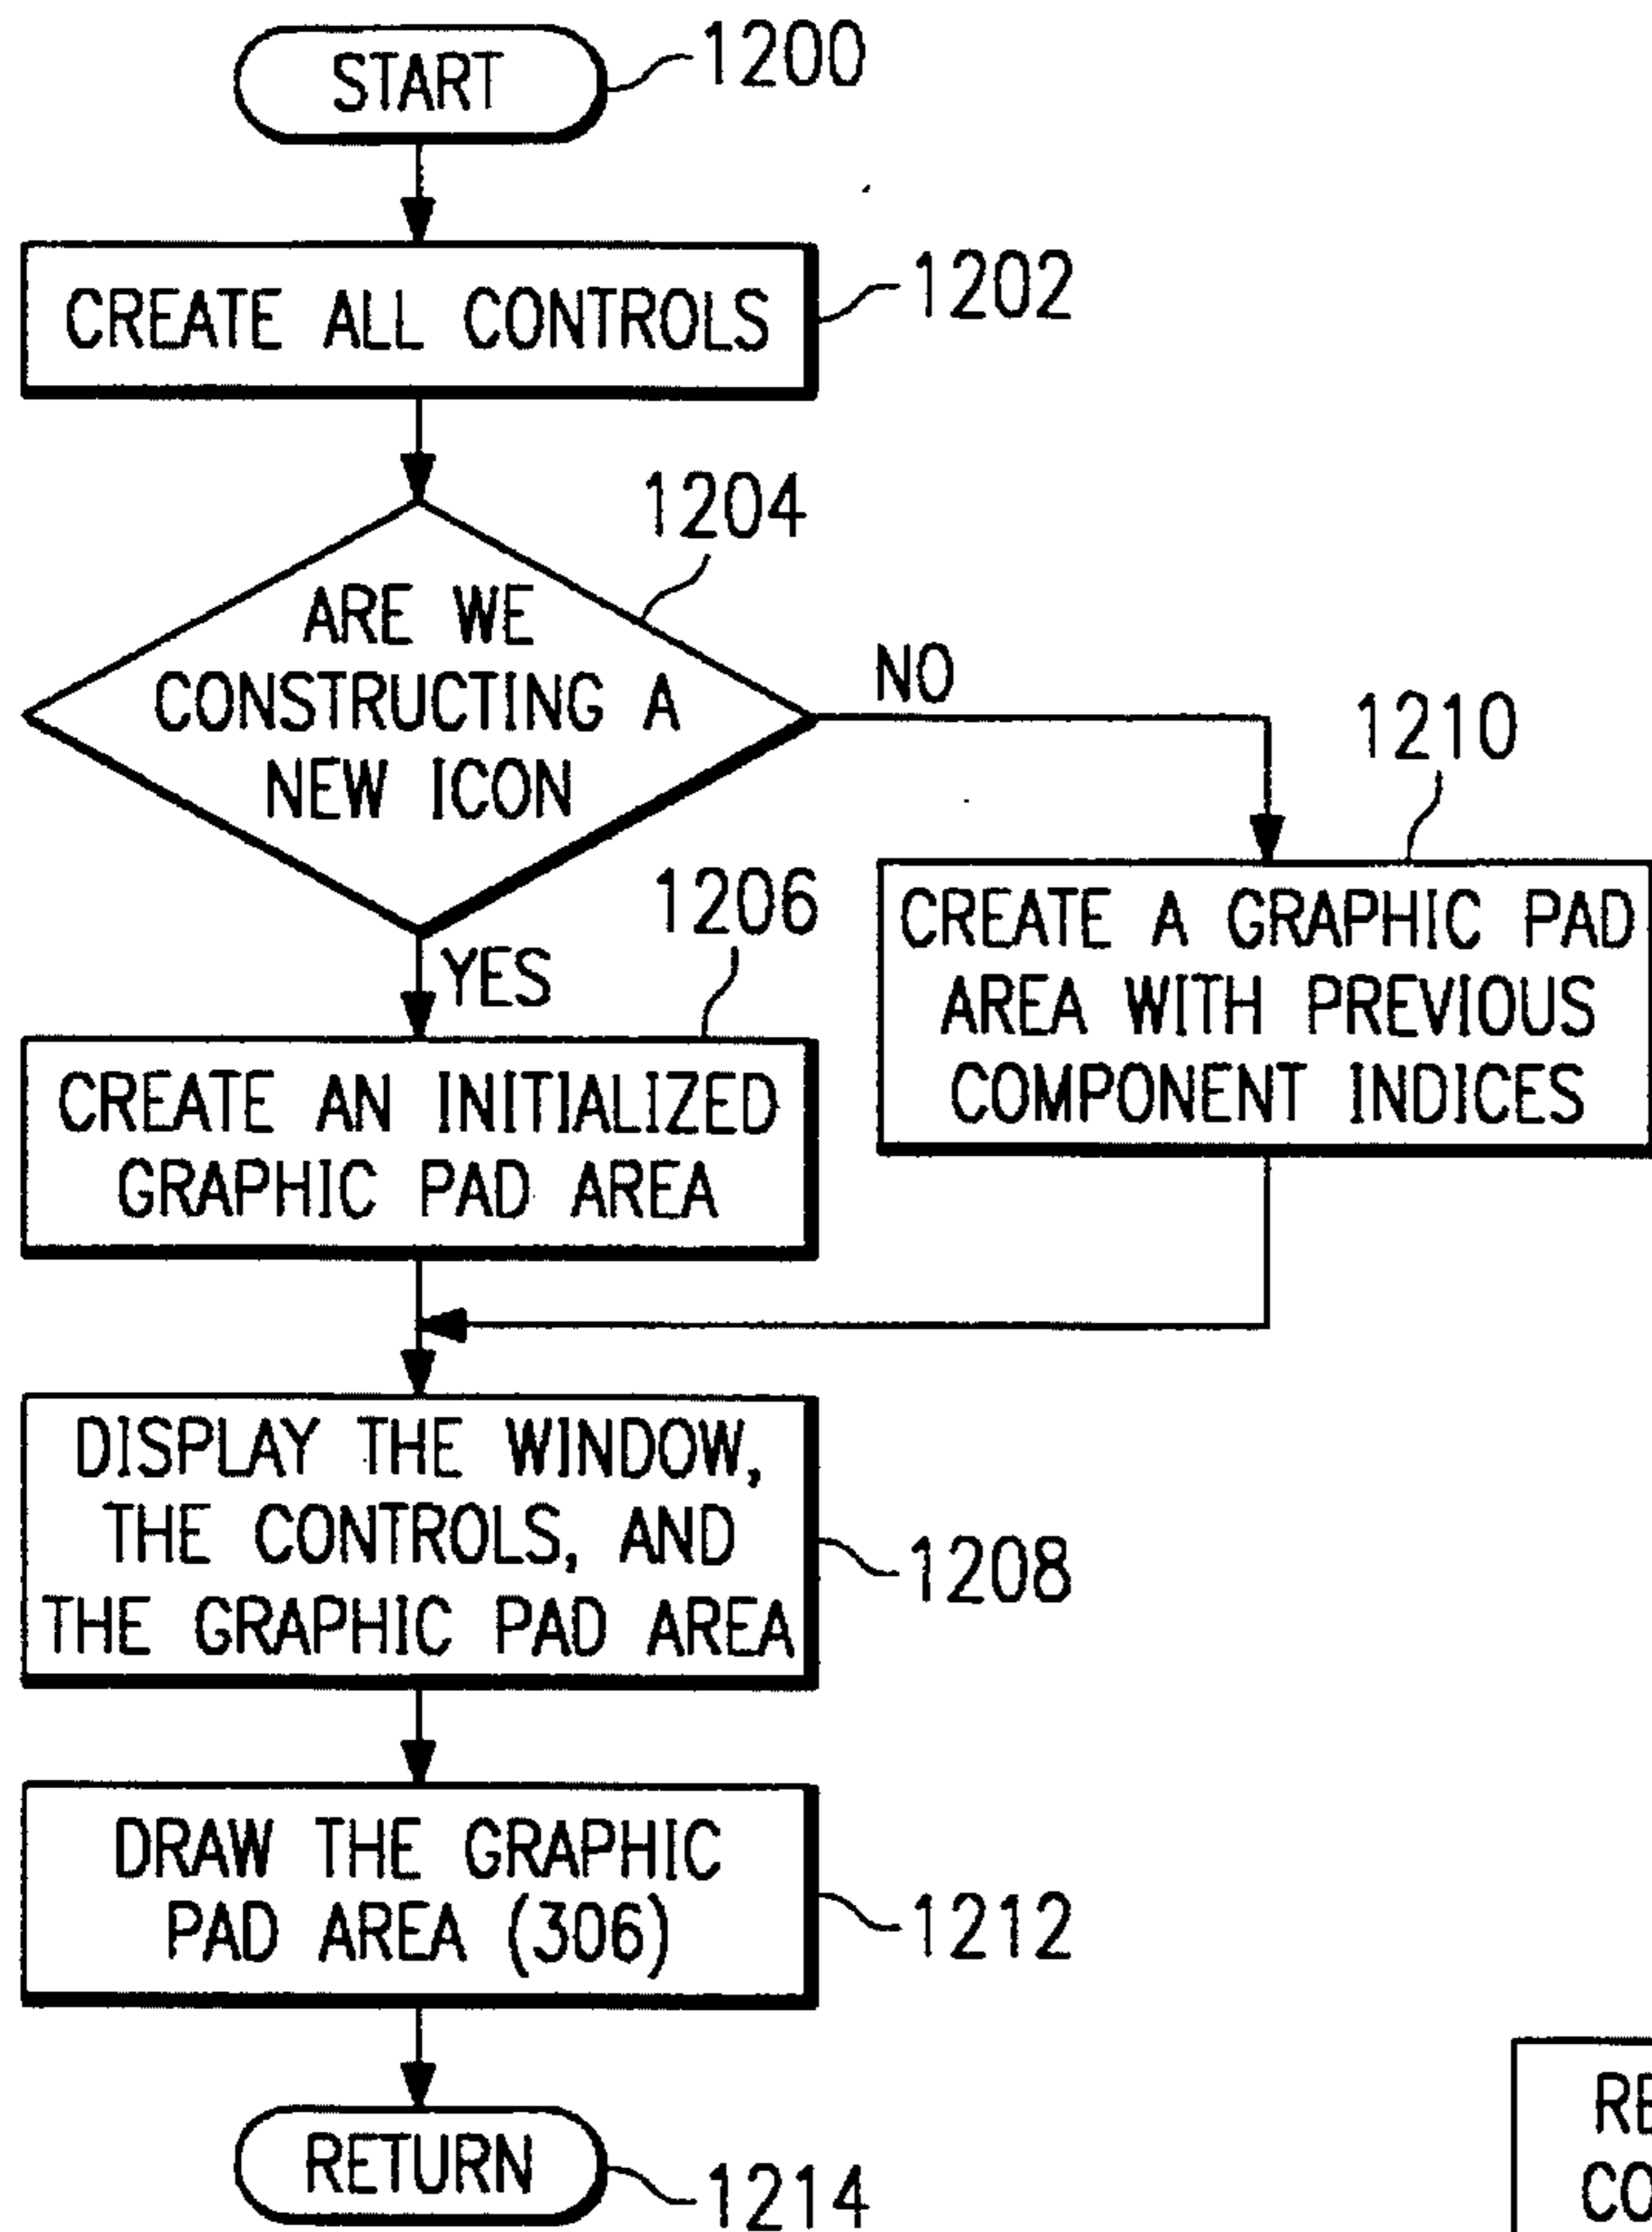 START
1200
CREATE ALL CONTROLS
1202
1204
ARE WE
CONSTRUCTING A
NEW ICON
NO
1210
YES
1206
CREATE A GRAPHIC PAD
AREA WITH PREVIOUS
COMPONENT INDICES
CREATE AN INITIALIZED
GRAPHIC PAD AREA
DISPLAY THE WINDOW,
THE CONTROLS, AND
THE GRAPHIC PAD AREA
1208
DRAW THE GRAPHIC
PAD AREA (306)
1212
RETURN
1214